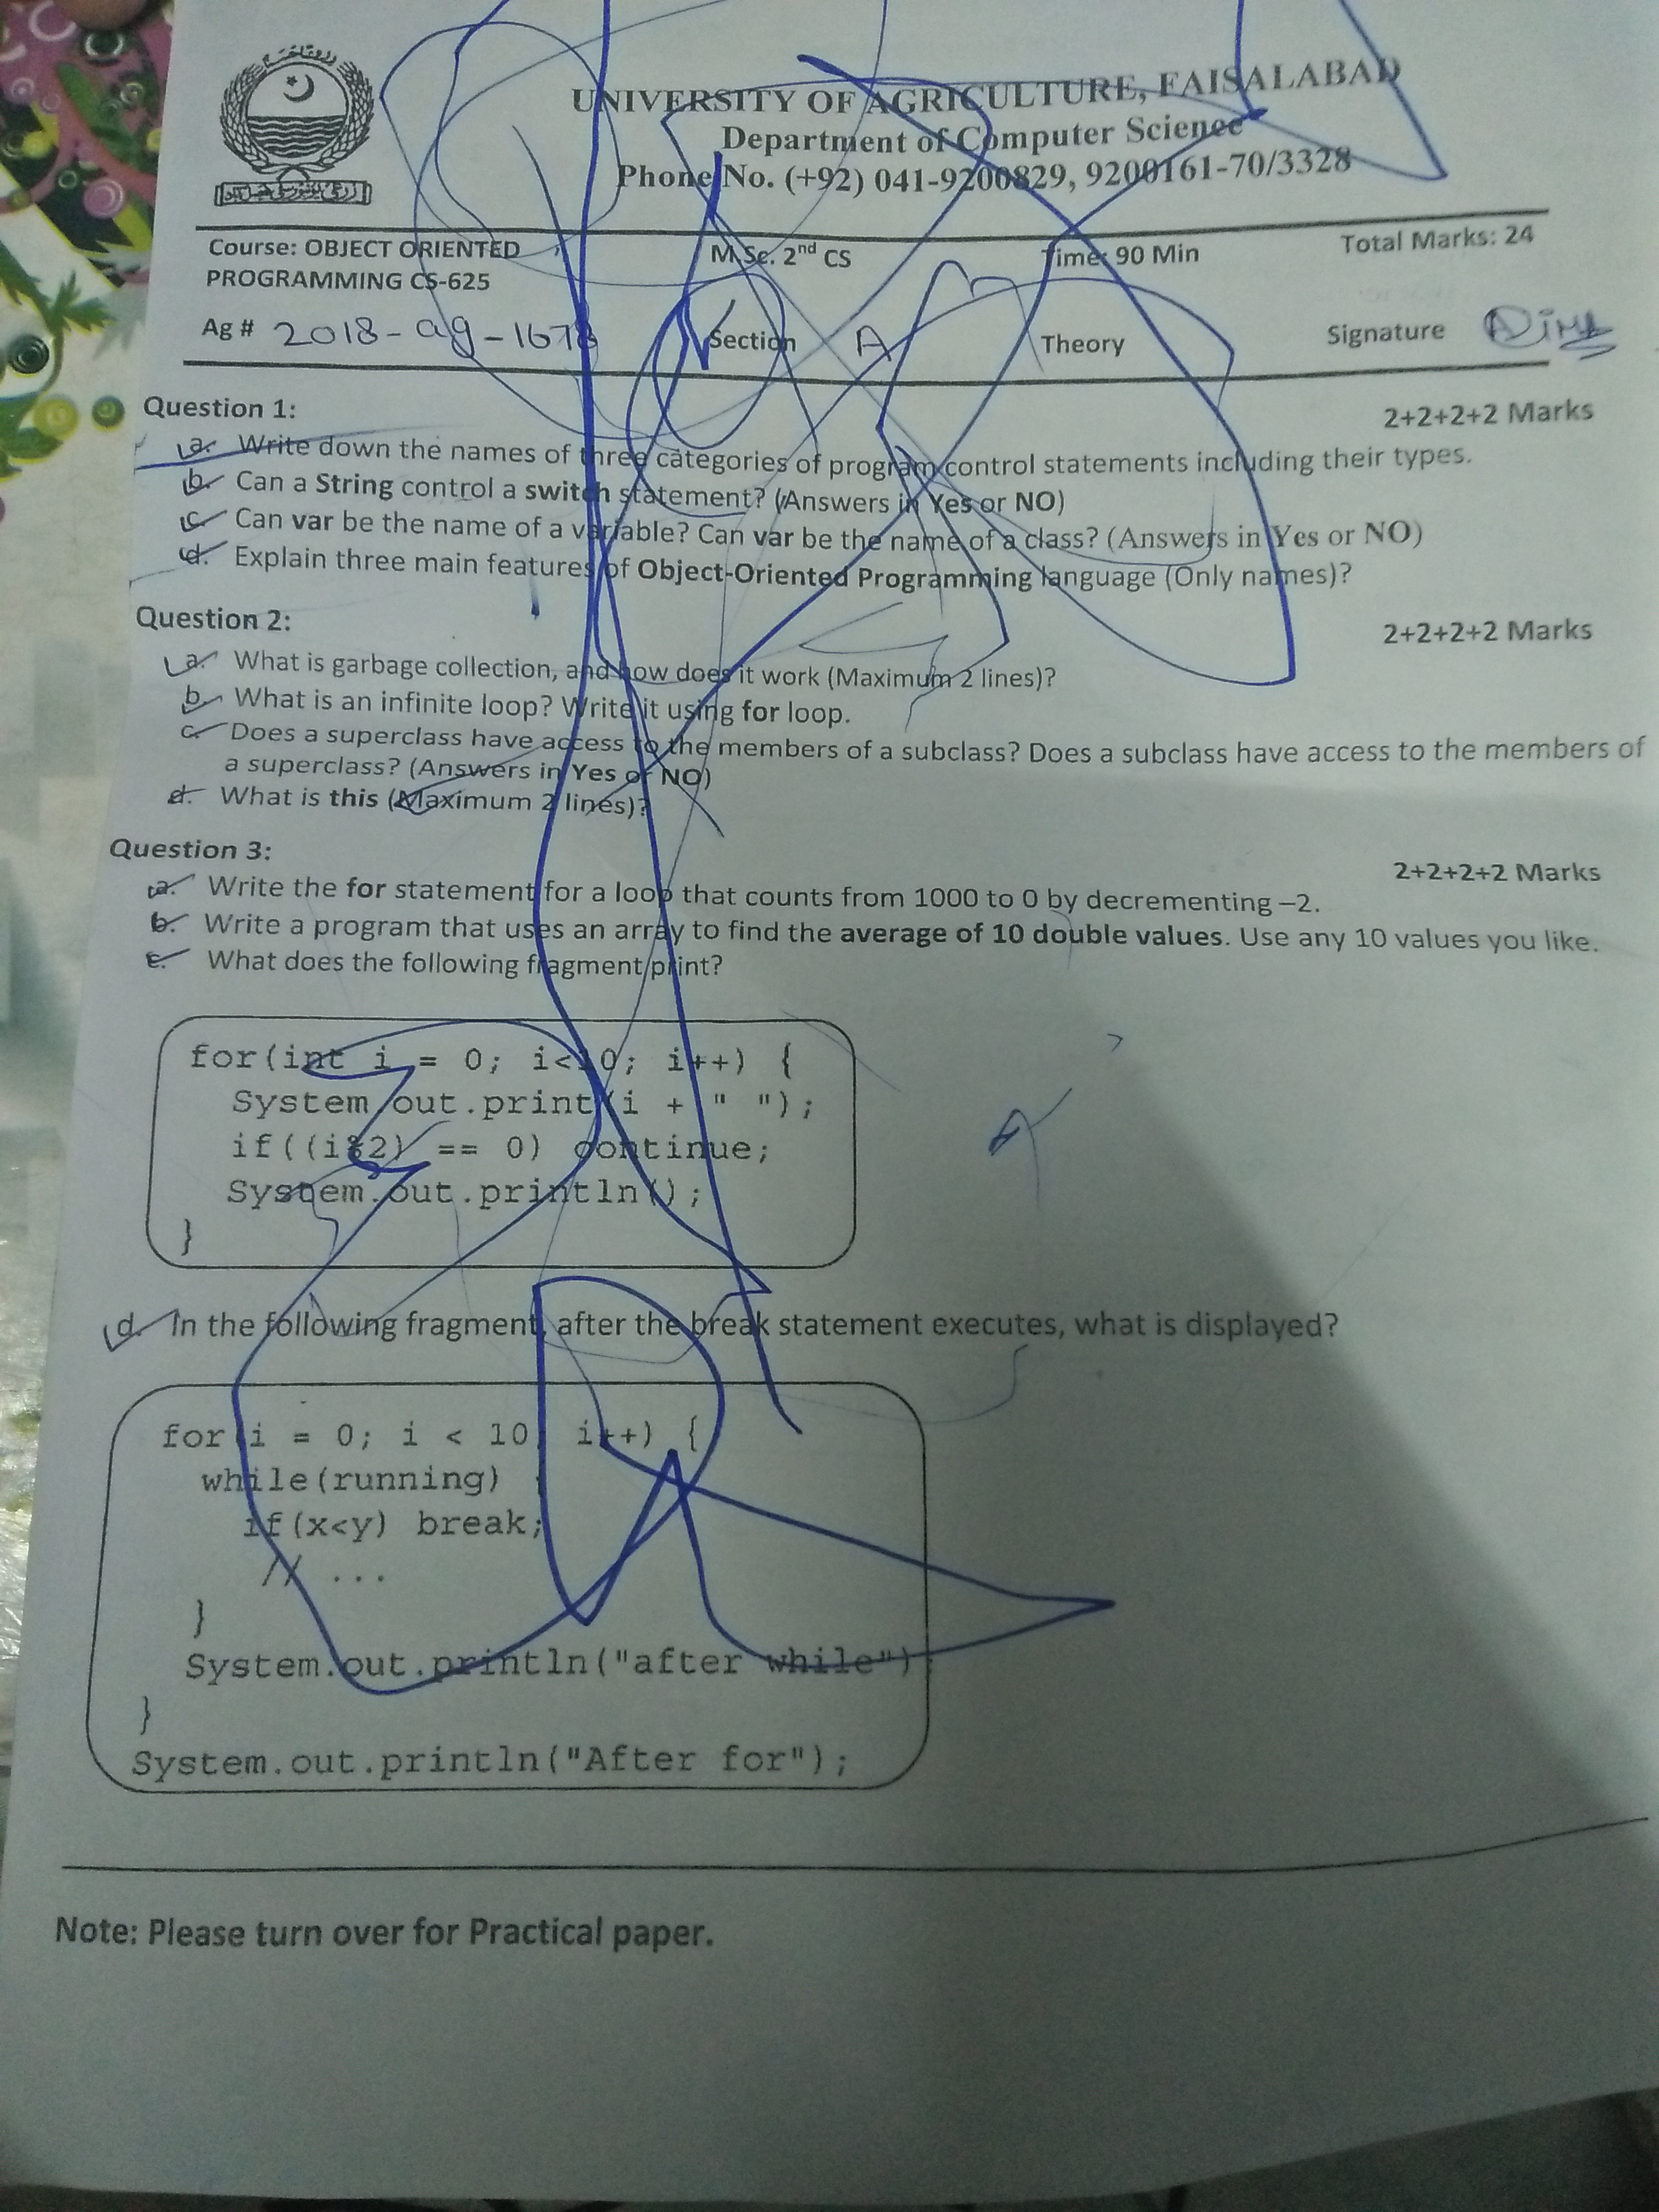 UNIVERSITY OF AGRICULTURE, FAISALABAD
Department of Computer Science
Phone No. (+92) 041-9200829, 9200161-70/3328
Course: OBJECT ORIENTED PROGRAMMING CS-625 M.Sc. 2nd CS Time: 90 Min Total Marks: 24
Ag # 2018-ag-1678 Section A Theory Signature
Question 1: 2+2+2+2 Marks
a. Write down the names of three categories of program control statements including their types.
b. Can a String control a switch statement? (Answers in Yes or NO)
c. Can var be the name of a variable? Can var be the name of a class? (Answers in Yes or NO)
d. Explain three main features of Object-Oriented Programming language (Only names)?
Question 2: 2+2+2+2 Marks
a. What is garbage collection, and how does it work (Maximum 2 lines)?
b. What is an infinite loop? Write it using for loop.
c. Does a superclass have access to the members of a subclass? Does a subclass have access to the members of
a superclass? (Answers in Yes or NO)
d. What is this (Maximum 2 lines)?
Question 3: 2+2+2+2 Marks
a. Write the for statement for a loop that counts from 1000 to 0 by decrementing –2.
b. Write a program that uses an array to find the average of 10 double values. Use any 10 values you like.
c. What does the following fragment print?
for(int i = 0; i<10; i++) {
System.out.print(i + " ");
if((i%2) == 0) continue;
System.out.println();
}
d. In the following fragment, after the break statement executes, what is displayed?
for(i = 0; i < 10; i++) {
while(running) {
if(x<y) break;
// ...
}
System.out.println("after while");
}
System.out.println("After for");
Note: Please turn over for Practical paper.